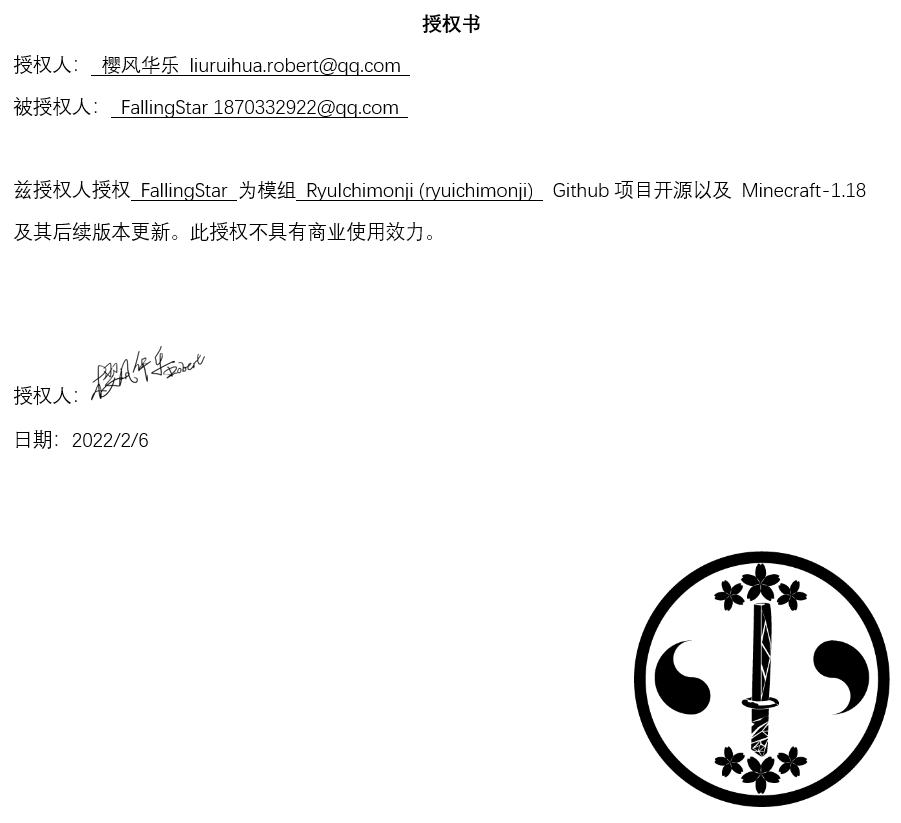 授权书
授权人： 樱风华乐 liuruihua.robert@qq.com
被授权人： FallingStar 1870332922@qq.com
兹授权人授权 FallingStar 为模组 RyuIchimonji (ryuichimonji) Github 项目开源以及 Minecraft-1.18
及其后续版本更新。此授权不具有商业使用效力。
授权人：樱风华乐 Robert
日期：2022/2/6